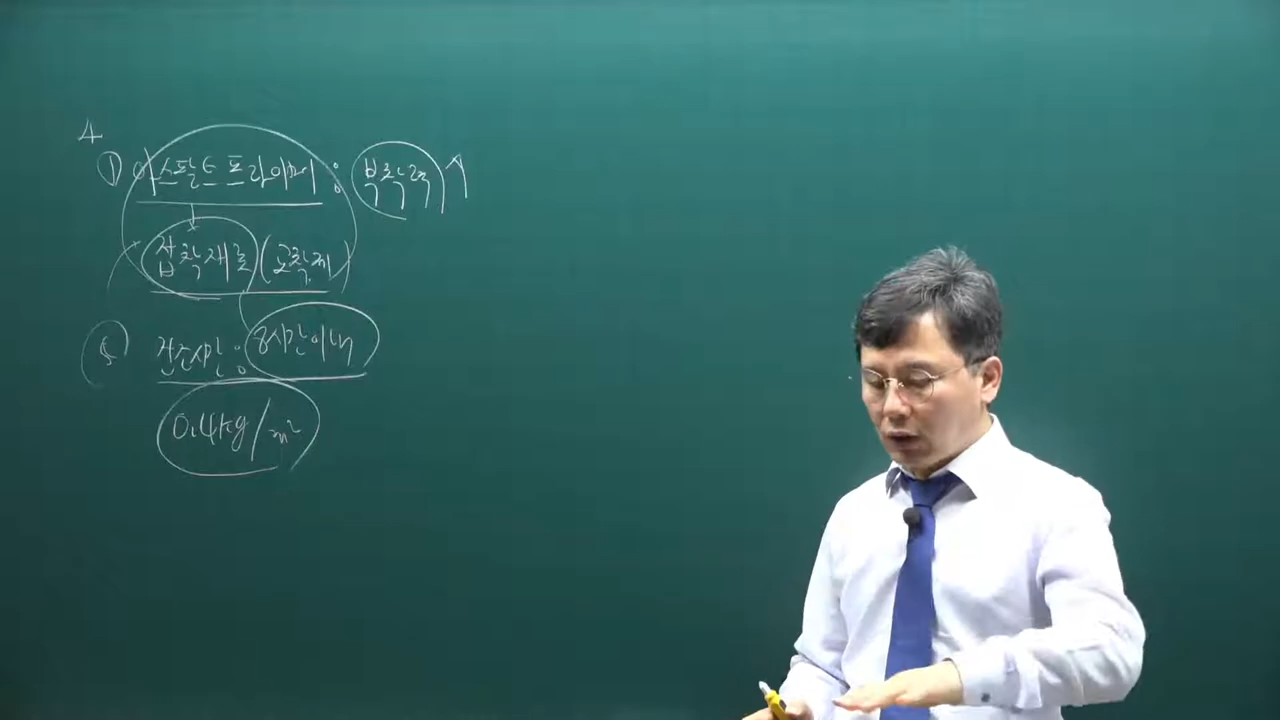 4
① 아스팔트 프라이머 : 부착력 ↑
접착재료 (공착제)
⑤ 건조시간 : 8시간 이내
0.4kg/m²